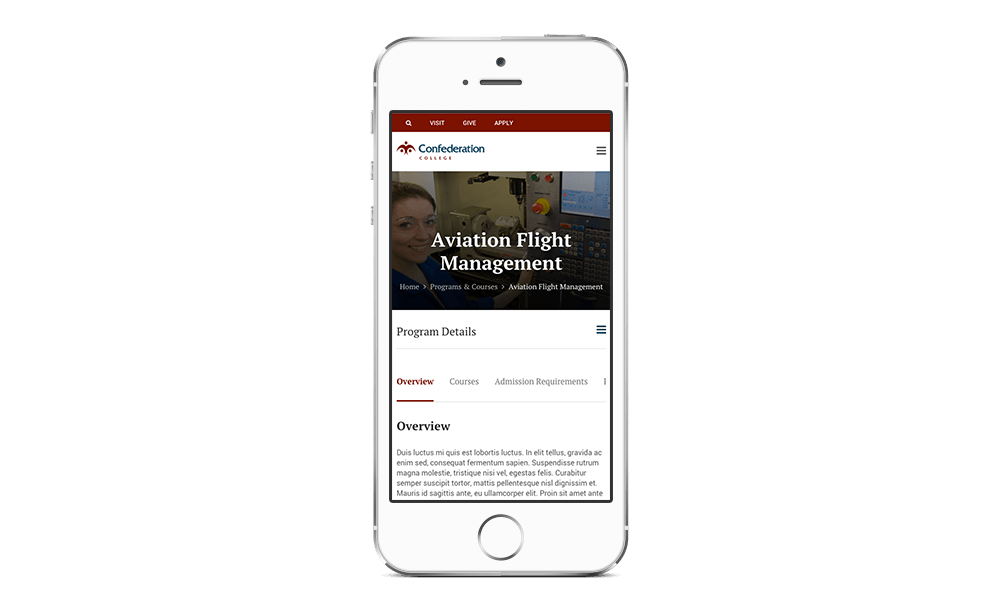 VISIT GIVE APPLY
Confederation
COLLEGE
Aviation Flight
Management
Home > Programs & Courses > Aviation Flight Management
Program Details
Overview Courses Admission Requirements
Overview
Duis luctus mi quis est lobortis luctus. In elit tellus, gravida ac
enim sed, consequat fermentum sapien. Suspendisse rutrum
magna molestie, tristique nisi vel, egestas felis. Curabitur
semper suscipit tortor, mattis pellentesque nisl dignissim et.
Mauris id sagittis ante, eu ullamcorper elit. Proin sit amet ante